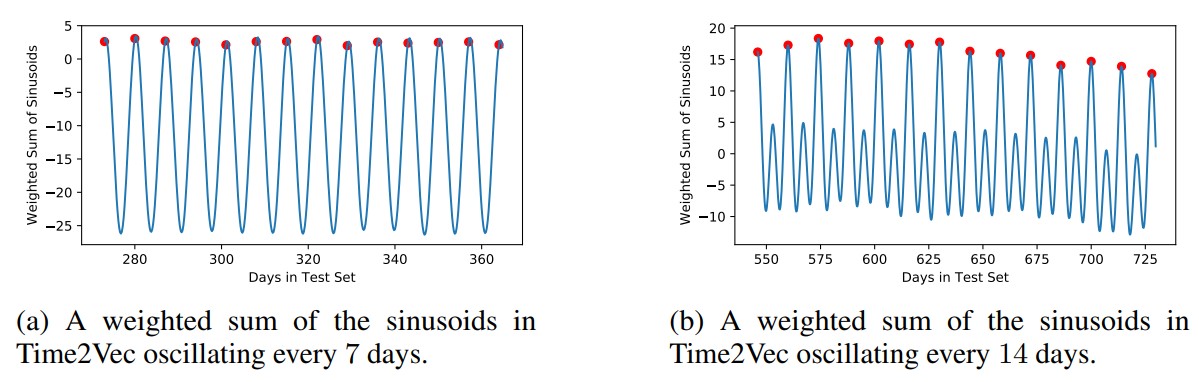 5
0
−5
−10
−15
−20
−25
Weighted Sum of Sinusoids
280 300 320 340 360
Days in Test Set
20
15
10
5
0
−5
−10
Weighted Sum of Sinusoids
550 575 600 625 650 675 700 725
Days in Test Set
(a) A weighted sum of the sinusoids in
Time2Vec oscillating every 7 days.
(b) A weighted sum of the sinusoids in
Time2Vec oscillating every 14 days.